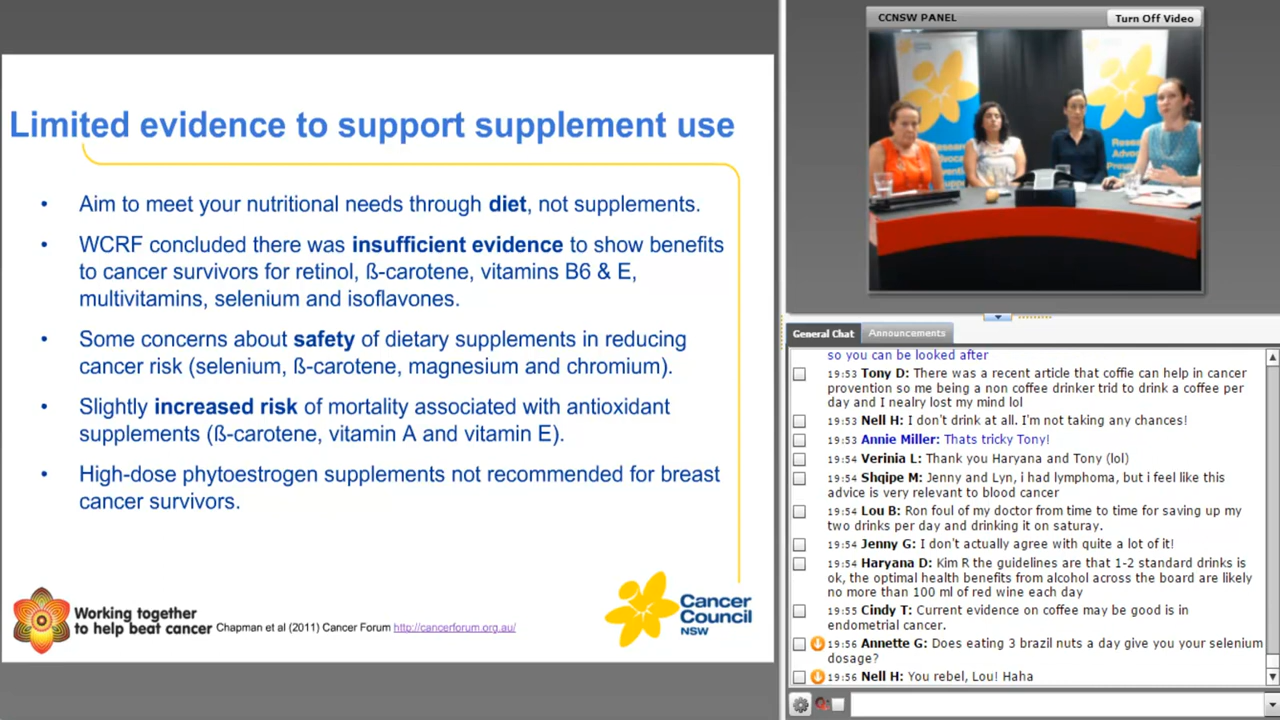 Limited evidence to support supplement use
• Aim to meet your nutritional needs through diet, not supplements.
• WCRF concluded there was insufficient evidence to show benefits
to cancer survivors for retinol, ß-carotene, vitamins B6 & E,
multivitamins, selenium and isoflavones.
• Some concerns about safety of dietary supplements in reducing
cancer risk (selenium, ß-carotene, magnesium and chromium).
• Slightly increased risk of mortality associated with antioxidant
supplements (ß-carotene, vitamin A and vitamin E).
• High-dose phytoestrogen supplements not recommended for breast
cancer survivors.
Working together
to help beat cancer
Chapman et al (2011) Cancer Forum http://cancerforum.org.au/
Cancer
Council
NSW
CCNSW PANEL
Turn Off Video
General Chat
Announcements
so you can be looked after
19:53 Tony D: There was a recent article that coffie can help in cancer
provention so me being a non coffee drinker trid to drink a coffee per
day and I nealry lost my mind lol
19:53 Nell H: I don't drink at all. I'm not taking any chances!
19:53 Annie Miller: Thats tricky Tony!
19:54 Verinia L: Thank you Haryana and Tony (lol)
19:54 Shqipe M: Jenny and Lyn, i had lymphoma, but i feel like this
advice is very relevant to blood cancer
19:54 Lou B: Ron foul of my doctor from time to time for saving up my
two drinks per day and drinking it on saturay.
19:54 Jenny G: I don't actually agree with quite a lot of it!
19:54 Haryana D: Kim R the guidelines are that 1-2 standard drinks is
ok, the optimal health benefits from alcohol across the board are likely
no more than 100 ml of red wine each day
19:55 Cindy T: Current evidence on coffee may be good is in
endometrial cancer.
19:56 Annette G: Does eating 3 brazil nuts a day give you your selenium
dosage?
19:56 Nell H: You rebel, Lou! Haha